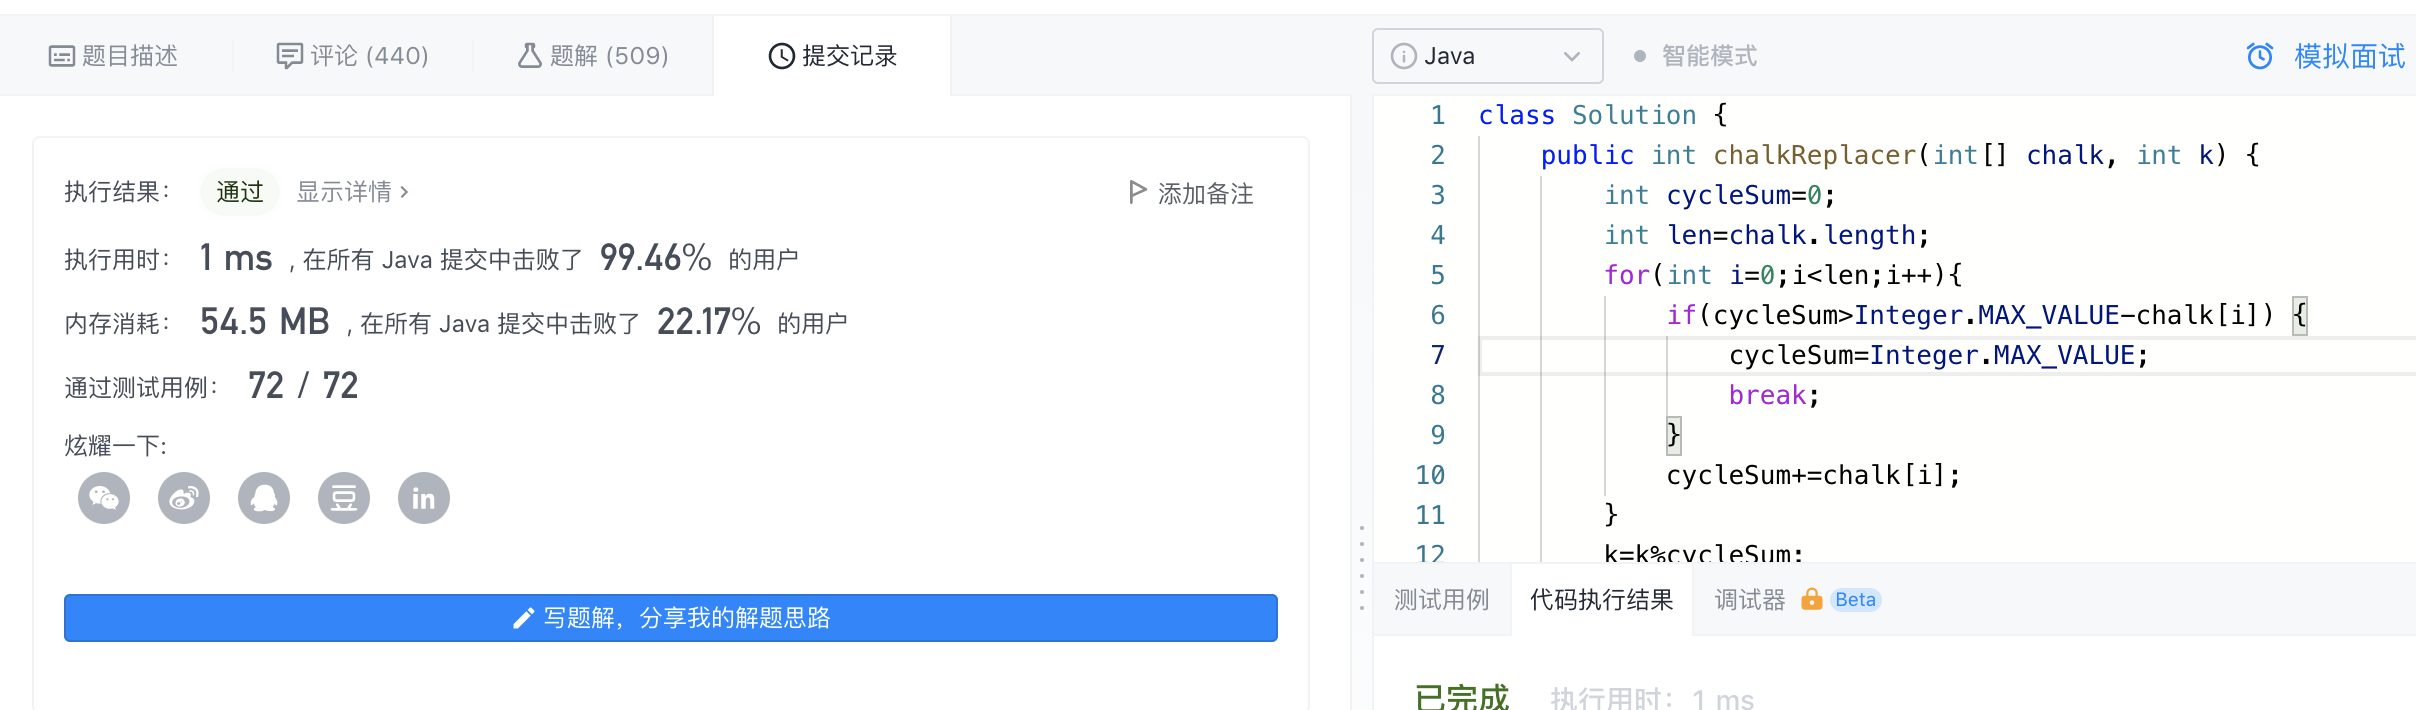 题目描述
评论 (440)
题解 (509)
提交记录
执行结果：
通过
显示详情 >
添加备注
执行用时： 1 ms , 在所有 Java 提交中击败了 99.46% 的用户
内存消耗： 54.5 MB , 在所有 Java 提交中击败了 22.17% 的用户
通过测试用例： 72 / 72
炫耀一下:
写题解，分享我的解题思路
Java
智能模式
模拟面试
1 class Solution {
2 public int chalkReplacer(int[] chalk, int k) {
3 int cycleSum=0;
4 int len=chalk.length;
5 for(int i=0;i<len;i++){
6 if(cycleSum>Integer.MAX_VALUE-chalk[i]) {
7 cycleSum=Integer.MAX_VALUE;
8 break;
9 }
10 cycleSum+=chalk[i];
11 }
12 k=k%cycleSum;
测试用例
代码执行结果
调试器
Beta
已完成
执行用时： 1 ms